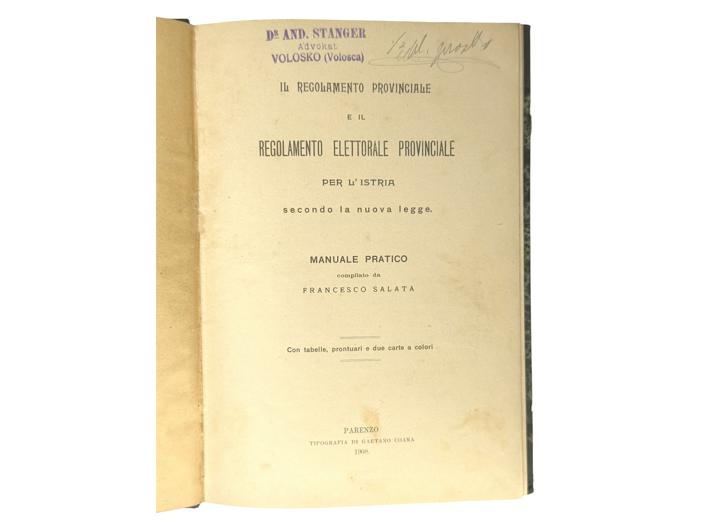 Dr AND. STANGER
Advokat
VOLOSKO (Volosca)
IL REGOLAMENTO PROVINCIALE
E IL
REGOLAMENTO ELETTORALE PROVINCIALE
PER L'ISTRIA
secondo la nuova legge.
MANUALE PRATICO
compilato da
FRANCESCO SALATA
Con tabelle, prontuari e due carte a colori
PARENZO
TIPOGRAFIA DI GAETANO COANA
1908.